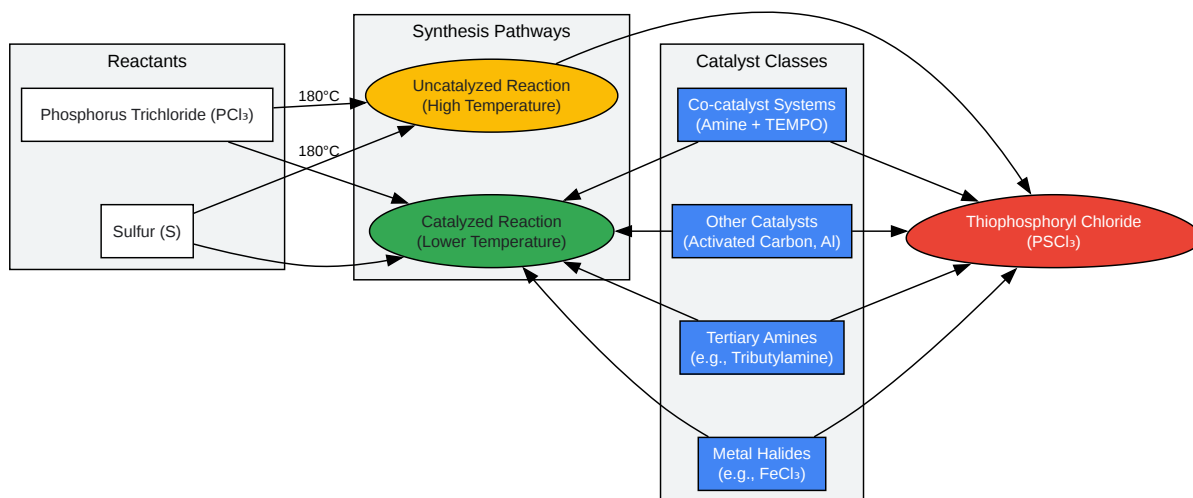 Reactants
Phosphorus Trichloride (PCl₃)
Sulfur (S)
180°C
180°C
Synthesis Pathways
Uncatalyzed Reaction
(High Temperature)
Catalyzed Reaction
(Lower Temperature)
Catalyst Classes
Co-catalyst Systems
(Amine + TEMPO)
Other Catalysts
(Activated Carbon, Al)
Tertiary Amines
(e.g., Tributylamine)
Metal Halides
(e.g., FeCl₃)
Thiophosphoryl Chloride
(PSCl₃)